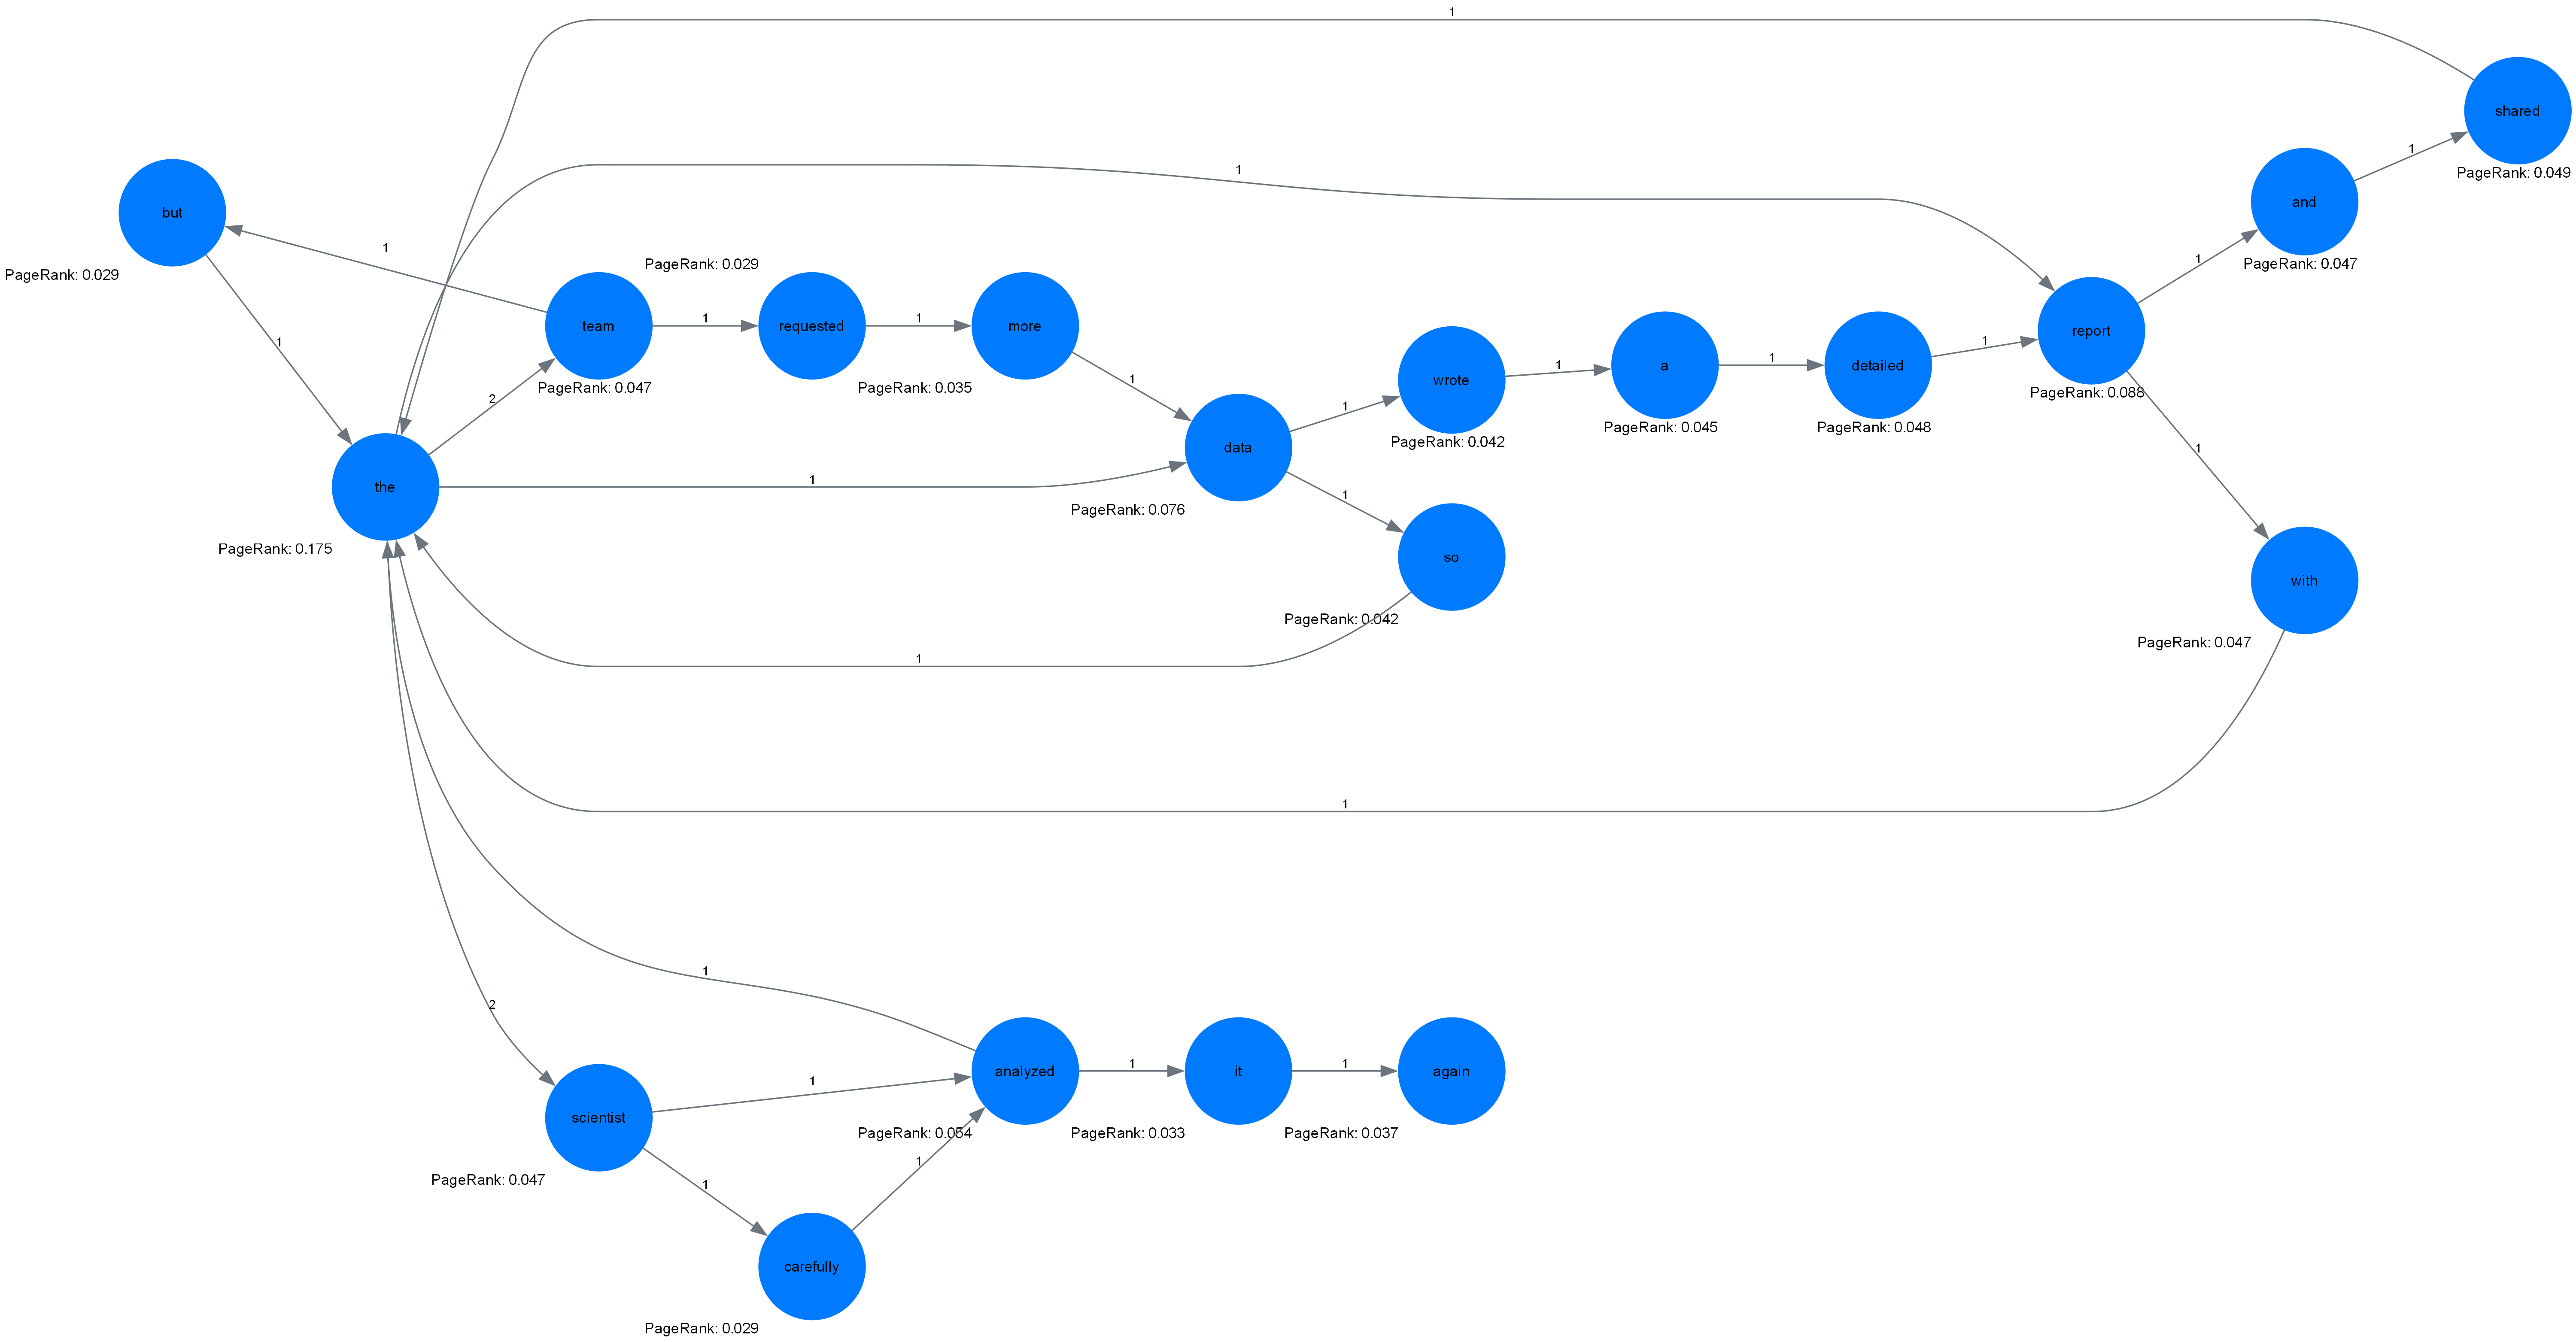 1
shared
PageRank: 0.049
1
and
PageRank: 0.047
1
1
but
PageRank: 0.029
1
1
team
PageRank: 0.047
2
1
requested
PageRank: 0.029
1
more
PageRank: 0.035
1
the
PageRank: 0.175
1
data
PageRank: 0.076
1
wrote
PageRank: 0.042
1
a
PageRank: 0.045
1
detailed
PageRank: 0.048
1
report
PageRank: 0.088
1
1
so
PageRank: 0.042
1
with
PageRank: 0.047
1
1
2
scientist
PageRank: 0.047
1
1
carefully
PageRank: 0.029
1
analyzed
PageRank: 0.054
1
it
PageRank: 0.033
1
again
PageRank: 0.037